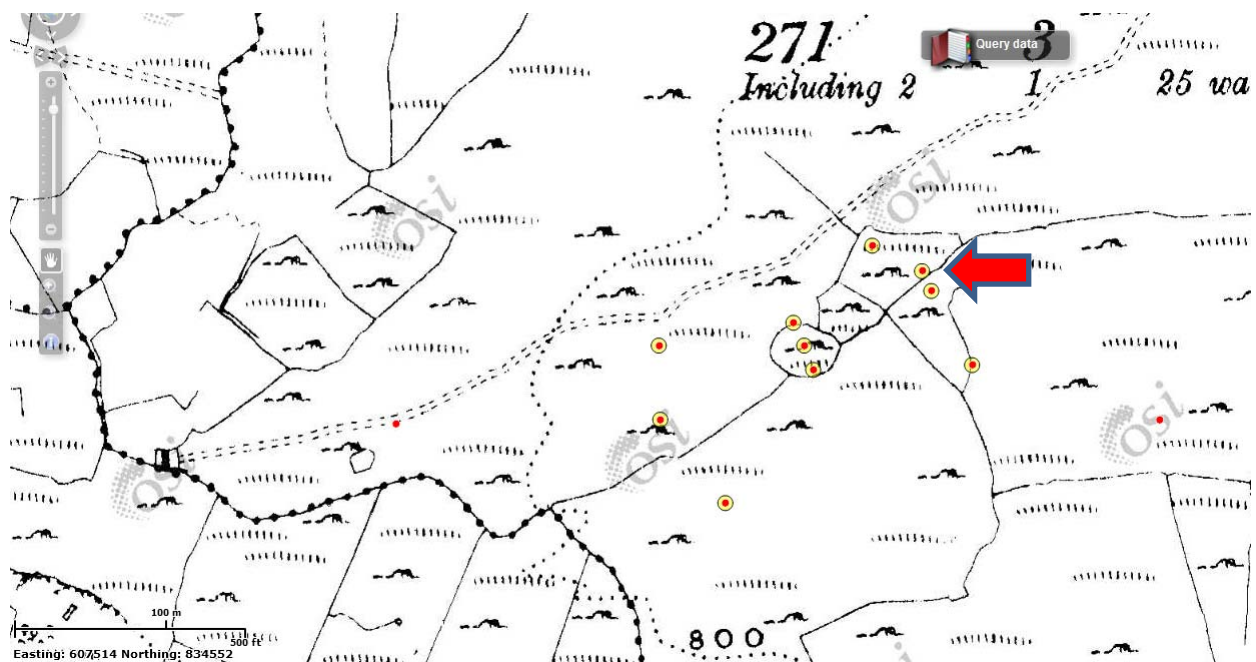 271
3
Query data
Including 2
1
25 wa
osi
osi
osi
osi
osi
800
100 m
500 ft
Easting: 607514 Northing: 834552